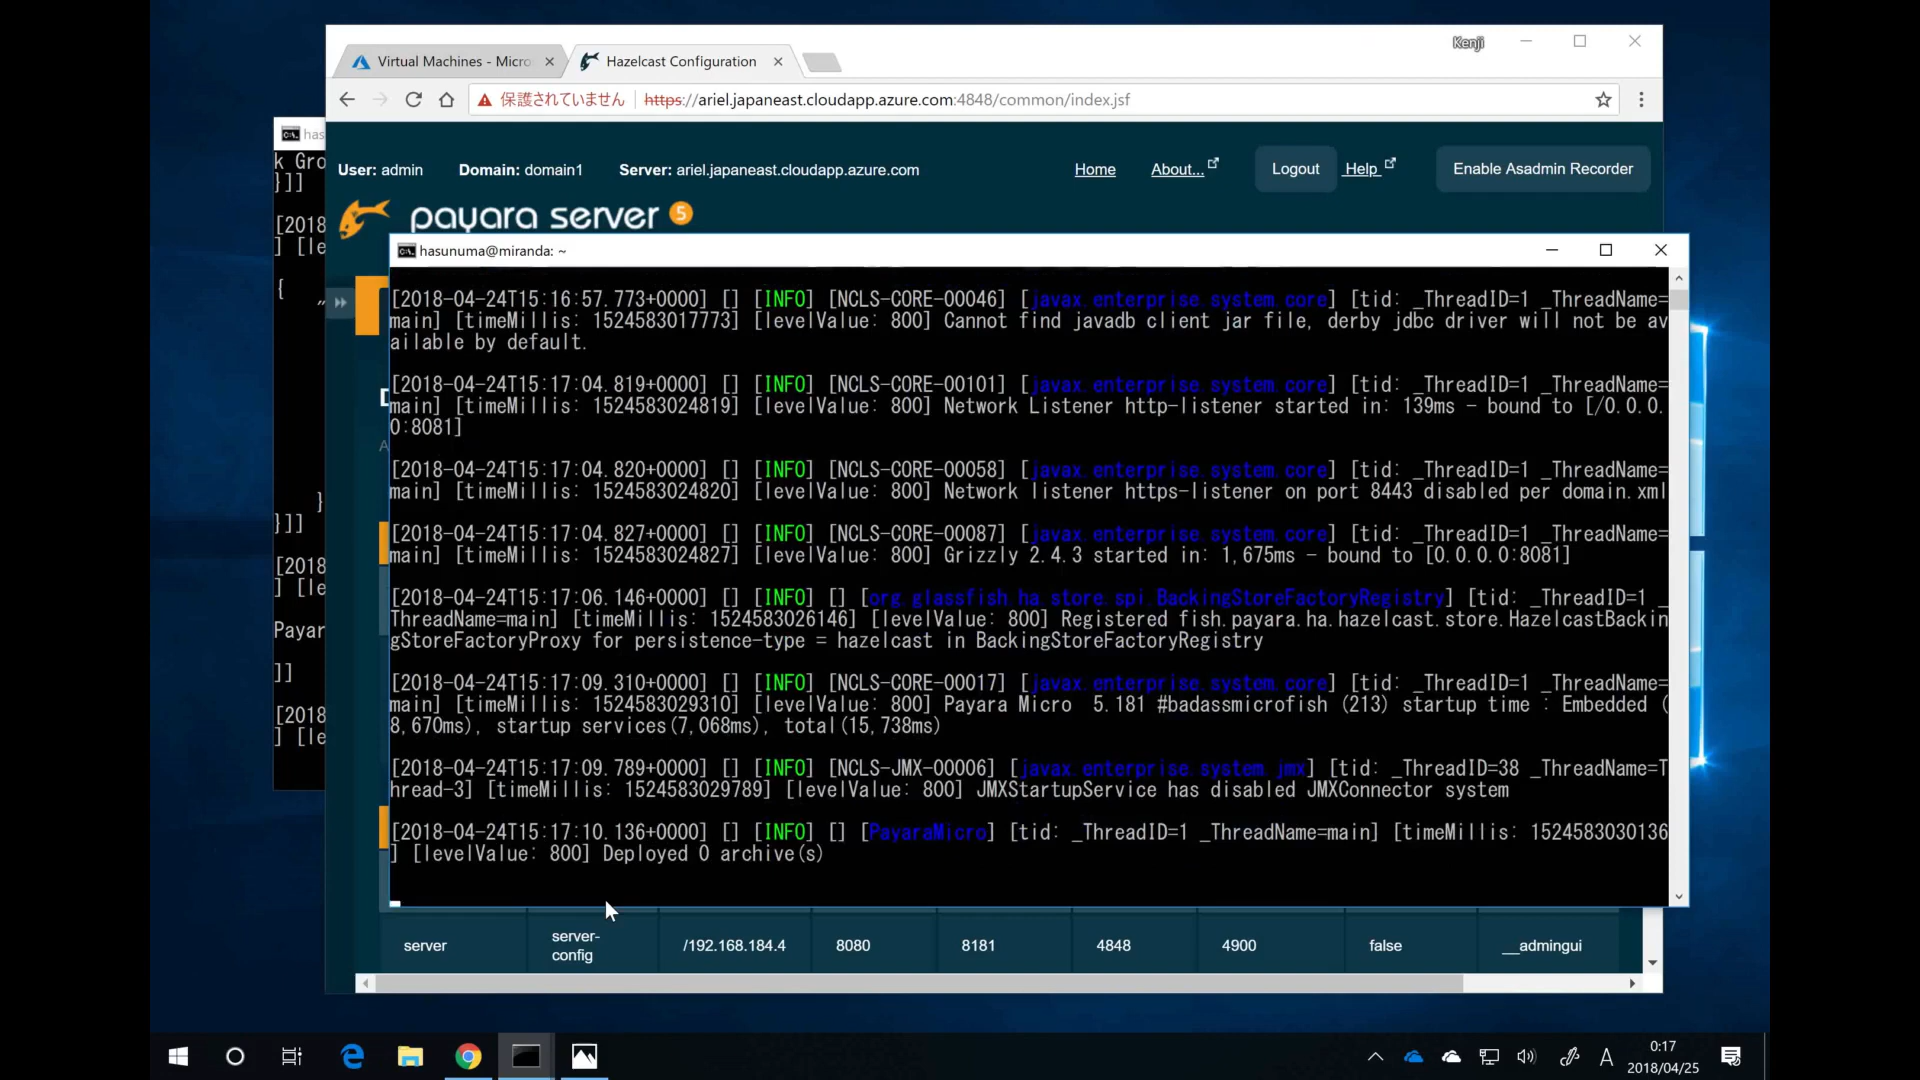 Kenji
Virtual Machines - Micro
Hazelcast Configuration
保護されていません
https://ariel.japaneast.cloudapp.azure.com:4848/common/index.jsf
User: admin
Domain: domain1
Server: ariel.japaneast.cloudapp.azure.com
Home
About...
Logout
Help
Enable Asadmin Recorder
payara server 5
has
k Gro
}]]
[2018
] [le
{
}
}]]
[2018
] [le
Payar
]]
[2018
] [le
hasunuma@miranda: ~
[2018-04-24T15:16:57.773+0000] [] [INFO] [NCLS-CORE-00046] [javax.enterprise.system.core] [tid: _ThreadID=1 _ThreadName=
main] [timeMillis: 1524583017773] [levelValue: 800] Cannot find javadb client jar file, derby jdbc driver will not be av
ailable by default.
[2018-04-24T15:17:04.819+0000] [] [INFO] [NCLS-CORE-00101] [javax.enterprise.system.core] [tid: _ThreadID=1 _ThreadName=
main] [timeMillis: 1524583024819] [levelValue: 800] Network Listener http-listener started in: 139ms - bound to [/0.0.0.
0:8081]
[2018-04-24T15:17:04.820+0000] [] [INFO] [NCLS-CORE-00058] [javax.enterprise.system.core] [tid: _ThreadID=1 _ThreadName=
main] [timeMillis: 1524583024820] [levelValue: 800] Network listener https-listener on port 8443 disabled per domain.xml
[2018-04-24T15:17:04.827+0000] [] [INFO] [NCLS-CORE-00087] [javax.enterprise.system.core] [tid: _ThreadID=1 _ThreadName=
main] [timeMillis: 1524583024827] [levelValue: 800] Grizzly 2.4.3 started in: 1,675ms - bound to [0.0.0.0:8081]
[2018-04-24T15:17:06.146+0000] [] [INFO] [] [org.glassfish.ha.store.spi.BackingStoreFactoryRegistry] [tid: _ThreadID=1 _
ThreadName=main] [timeMillis: 1524583026146] [levelValue: 800] Registered fish.payara.ha.hazelcast.store.HazelcastBackin
gStoreFactoryProxy for persistence-type = hazelcast in BackingStoreFactoryRegistry
[2018-04-24T15:17:09.310+0000] [] [INFO] [NCLS-CORE-00017] [javax.enterprise.system.core] [tid: _ThreadID=1 _ThreadName=
main] [timeMillis: 1524583029310] [levelValue: 800] Payara Micro  5.181 #badassmicrofish (213) startup time : Embedded (
8,670ms), startup services(7,068ms), total(15,738ms)
[2018-04-24T15:17:09.789+0000] [] [INFO] [NCLS-JMX-00006] [javax.enterprise.system.jmx] [tid: _ThreadID=38 _ThreadName=T
hread-3] [timeMillis: 1524583029789] [levelValue: 800] JMXStartupService has disabled JMXConnector system
[2018-04-24T15:17:10.136+0000] [] [INFO] [] [PayaraMicro] [tid: _ThreadID=1 _ThreadName=main] [timeMillis: 1524583030136
] [levelValue: 800] Deployed 0 archive(s)
server
server-
config
/192.168.184.4
8080
8181
4848
4900
false
__admingui
A
0:17
2018/04/25